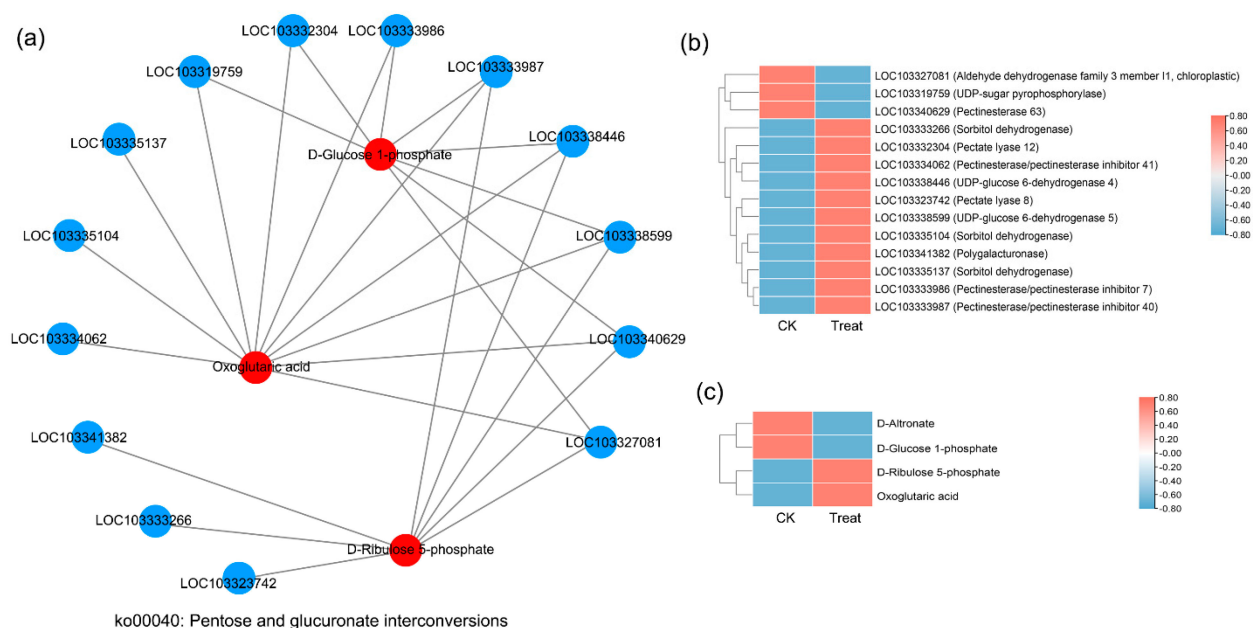 (a)
LOC103332304
LOC103333986
LOC103319759
LOC103333987
LOC103338446
LOC103335137
D-Glucose 1-phosphate
LOC103335104
LOC103338599
LOC103334062
LOC103340629
Oxoglutaric acid
LOC103341382
LOC103327081
LOC103333266
D-Ribulose 5-phosphate
LOC103323742
ko00040: Pentose and glucuronate interconversions
(b)
LOC103327081 (Aldehyde dehydrogenase family 3 member I1, chloroplastic)
LOC103319759 (UDP-sugar pyrophosphorylase)
LOC103340629 (Pectinesterase 63)
LOC103333266 (Sorbitol dehydrogenase)
LOC103332304 (Pectate lyase 12)
LOC103334062 (Pectinesterase/pectinesterase inhibitor 41)
LOC103338446 (UDP-glucose 6-dehydrogenase 4)
LOC103323742 (Pectate lyase 8)
LOC103338599 (UDP-glucose 6-dehydrogenase 5)
LOC103335104 (Sorbitol dehydrogenase)
LOC103341382 (Polygalacturonase)
LOC103335137 (Sorbitol dehydrogenase)
LOC103333986 (Pectinesterase/pectinesterase inhibitor 7)
LOC103333987 (Pectinesterase/pectinesterase inhibitor 40)
CK Treat
0.80
0.60
0.40
0.20
-0.00
-0.20
-0.40
-0.60
-0.80
(c)
D-Altronate
D-Glucose 1-phosphate
D-Ribulose 5-phosphate
Oxoglutaric acid
CK Treat
0.80
0.60
0.40
0.20
0.00
-0.20
-0.40
-0.60
-0.80